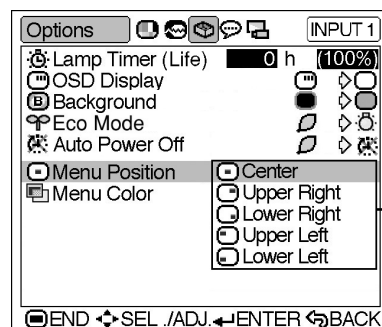 Options INPUT 1
Lamp Timer (Life) 0 h (100%)
OSD Display
B Background
Eco Mode
Auto Power Off
Menu Position Center
Menu Color Upper Right
Lower Right
Upper Left
Lower Left
END SEL ./ADJ. ENTER BACK